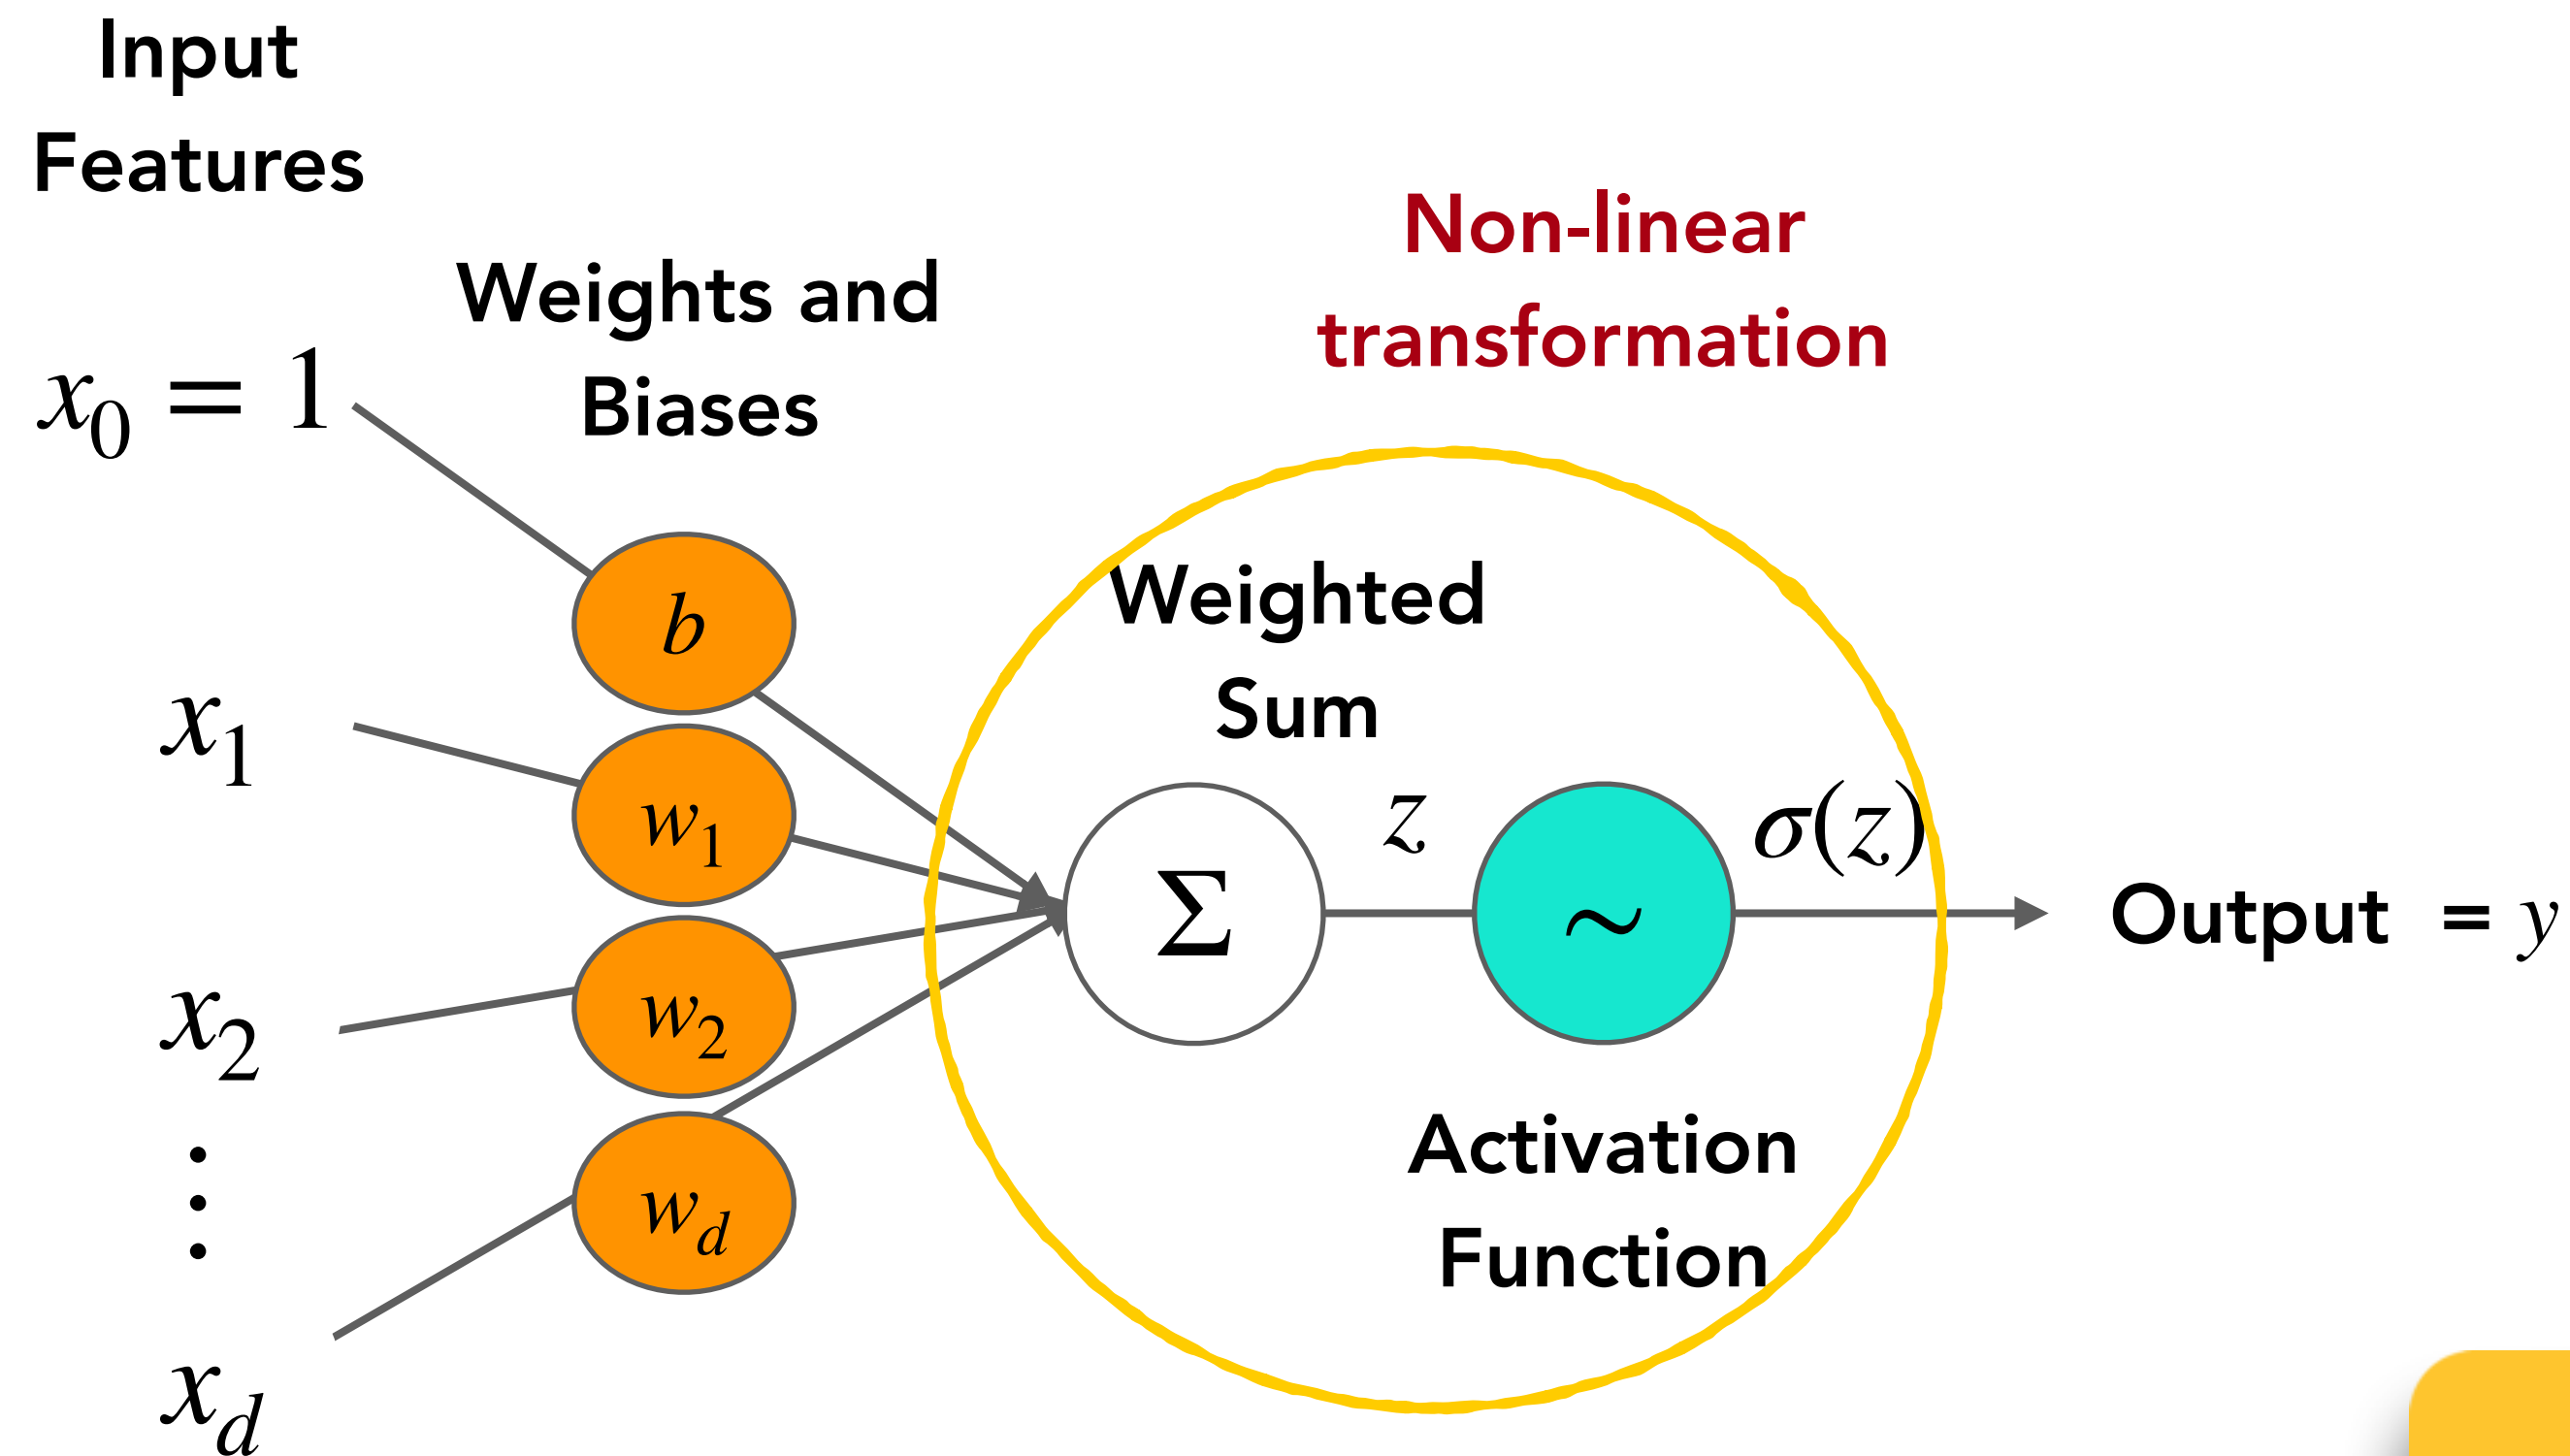 Input
Features
Weights and
Biases
Non-linear
transformation
x₀ = 1
x₁
x₂
⋮
x_d
b
w₁
w₂
w_d
Weighted
Sum
Σ
z
~
σ(z)
Activation
Function
Output = y